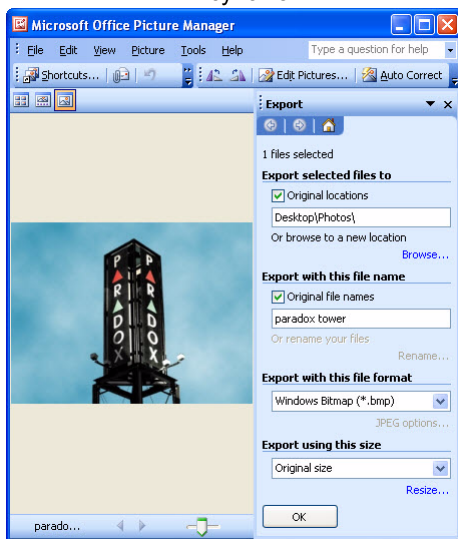 Microsoft Office Picture Manager
File Edit View Picture Tools Help Type a question for help
Shortcuts... Edit Pictures... Auto Correct
Export
1 files selected
Export selected files to
Original locations
Desktop\Photos\
Or browse to a new location
Browse...
Export with this file name
Original file names
paradox tower
Or rename your files
Rename...
Export with this file format
Windows Bitmap (*.bmp)
JPEG options...
Export using this size
Original size
Resize...
OK
PARADOX
PARADOX
parado...